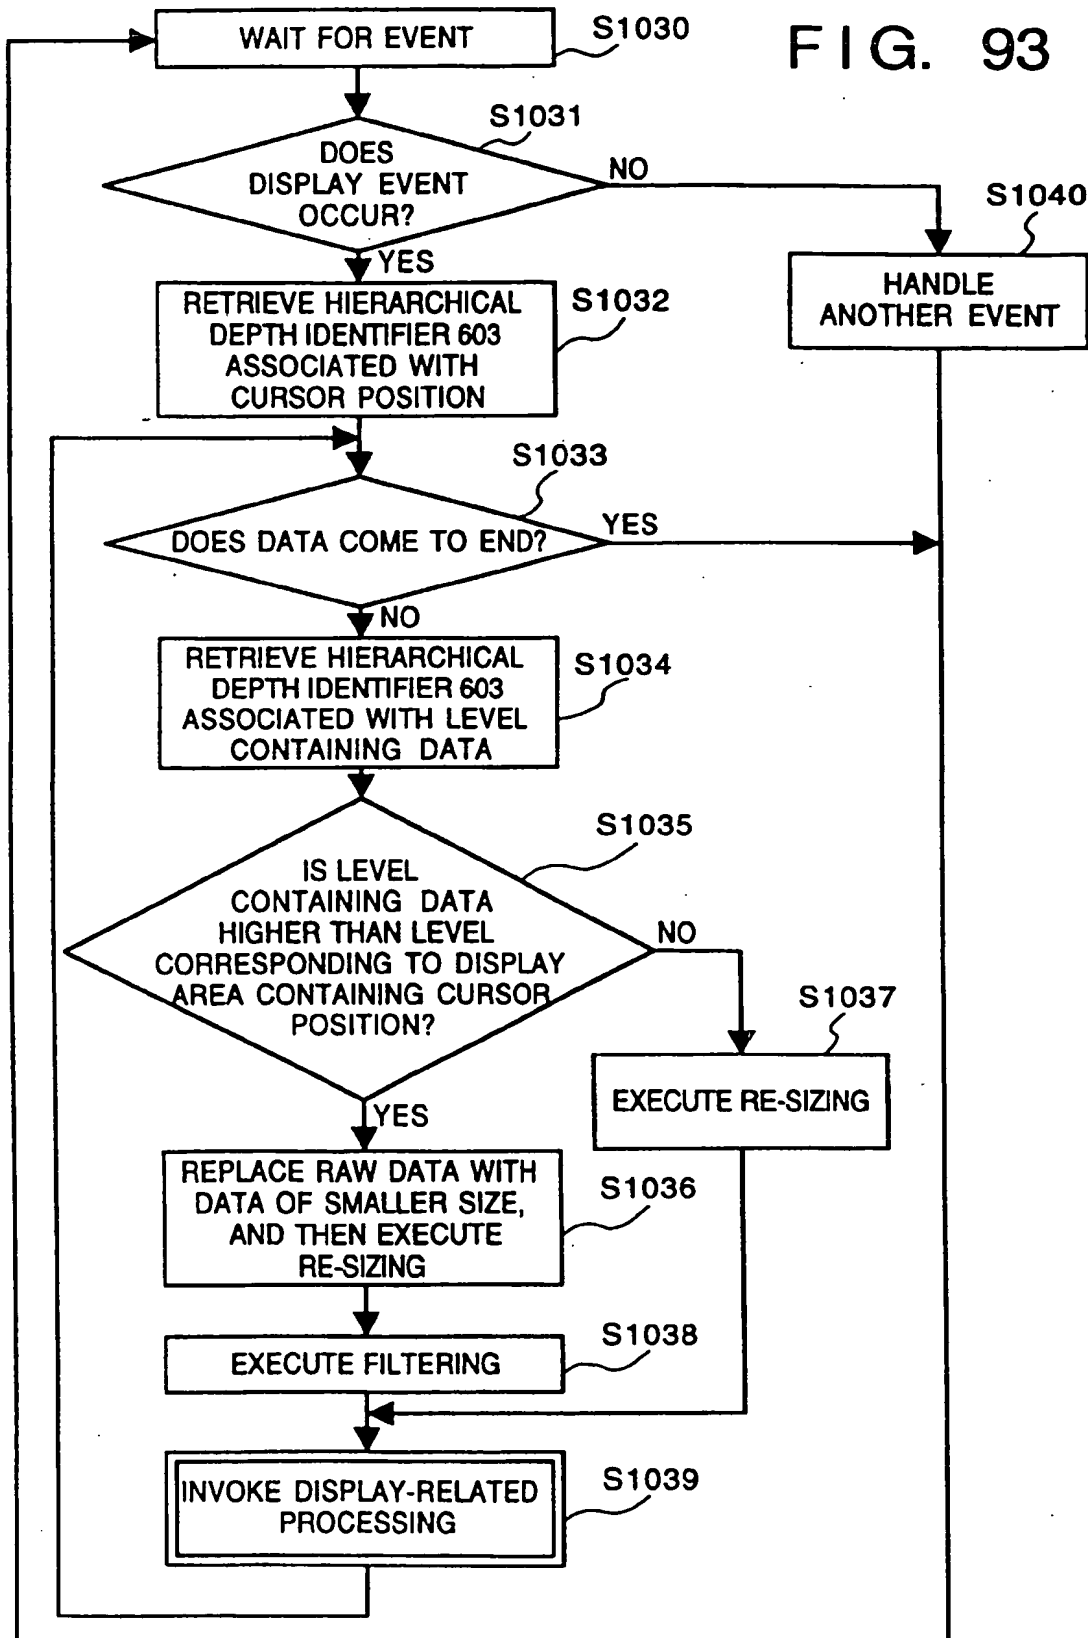 FIG. 93
WAIT FOR EVENT
S1030
S1031
DOES
DISPLAY EVENT
OCCUR?
NO
YES
S1040
HANDLE
ANOTHER EVENT
RETRIEVE HIERARCHICAL
DEPTH IDENTIFIER 603
ASSOCIATED WITH
CURSOR POSITION
S1032
S1033
DOES DATA COME TO END?
YES
NO
RETRIEVE HIERARCHICAL
DEPTH IDENTIFIER 603
ASSOCIATED WITH LEVEL
CONTAINING DATA
S1034
S1035
IS LEVEL
CONTAINING DATA
HIGHER THAN LEVEL
CORRESPONDING TO DISPLAY
AREA CONTAINING CURSOR
POSITION?
NO
YES
S1037
EXECUTE RE-SIZING
REPLACE RAW DATA WITH
DATA OF SMALLER SIZE,
AND THEN EXECUTE
RE-SIZING
S1036
EXECUTE FILTERING
S1038
INVOKE DISPLAY-RELATED
PROCESSING
S1039